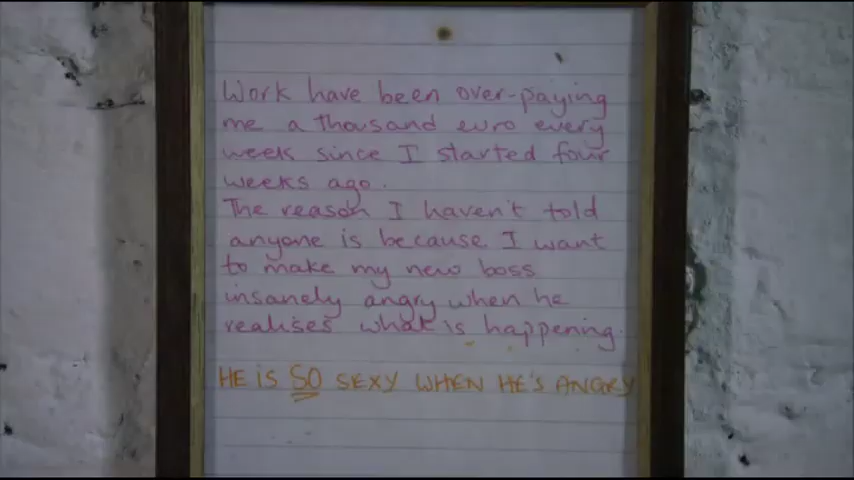 Work have been over-paying
me a thousand euro every
week since I started four
weeks ago.
The reason I haven't told
anyone is because I want
to make my new boss
insanely angry when he
realises what is happening.
HE IS SO SEXY WHEN HE'S ANGRY